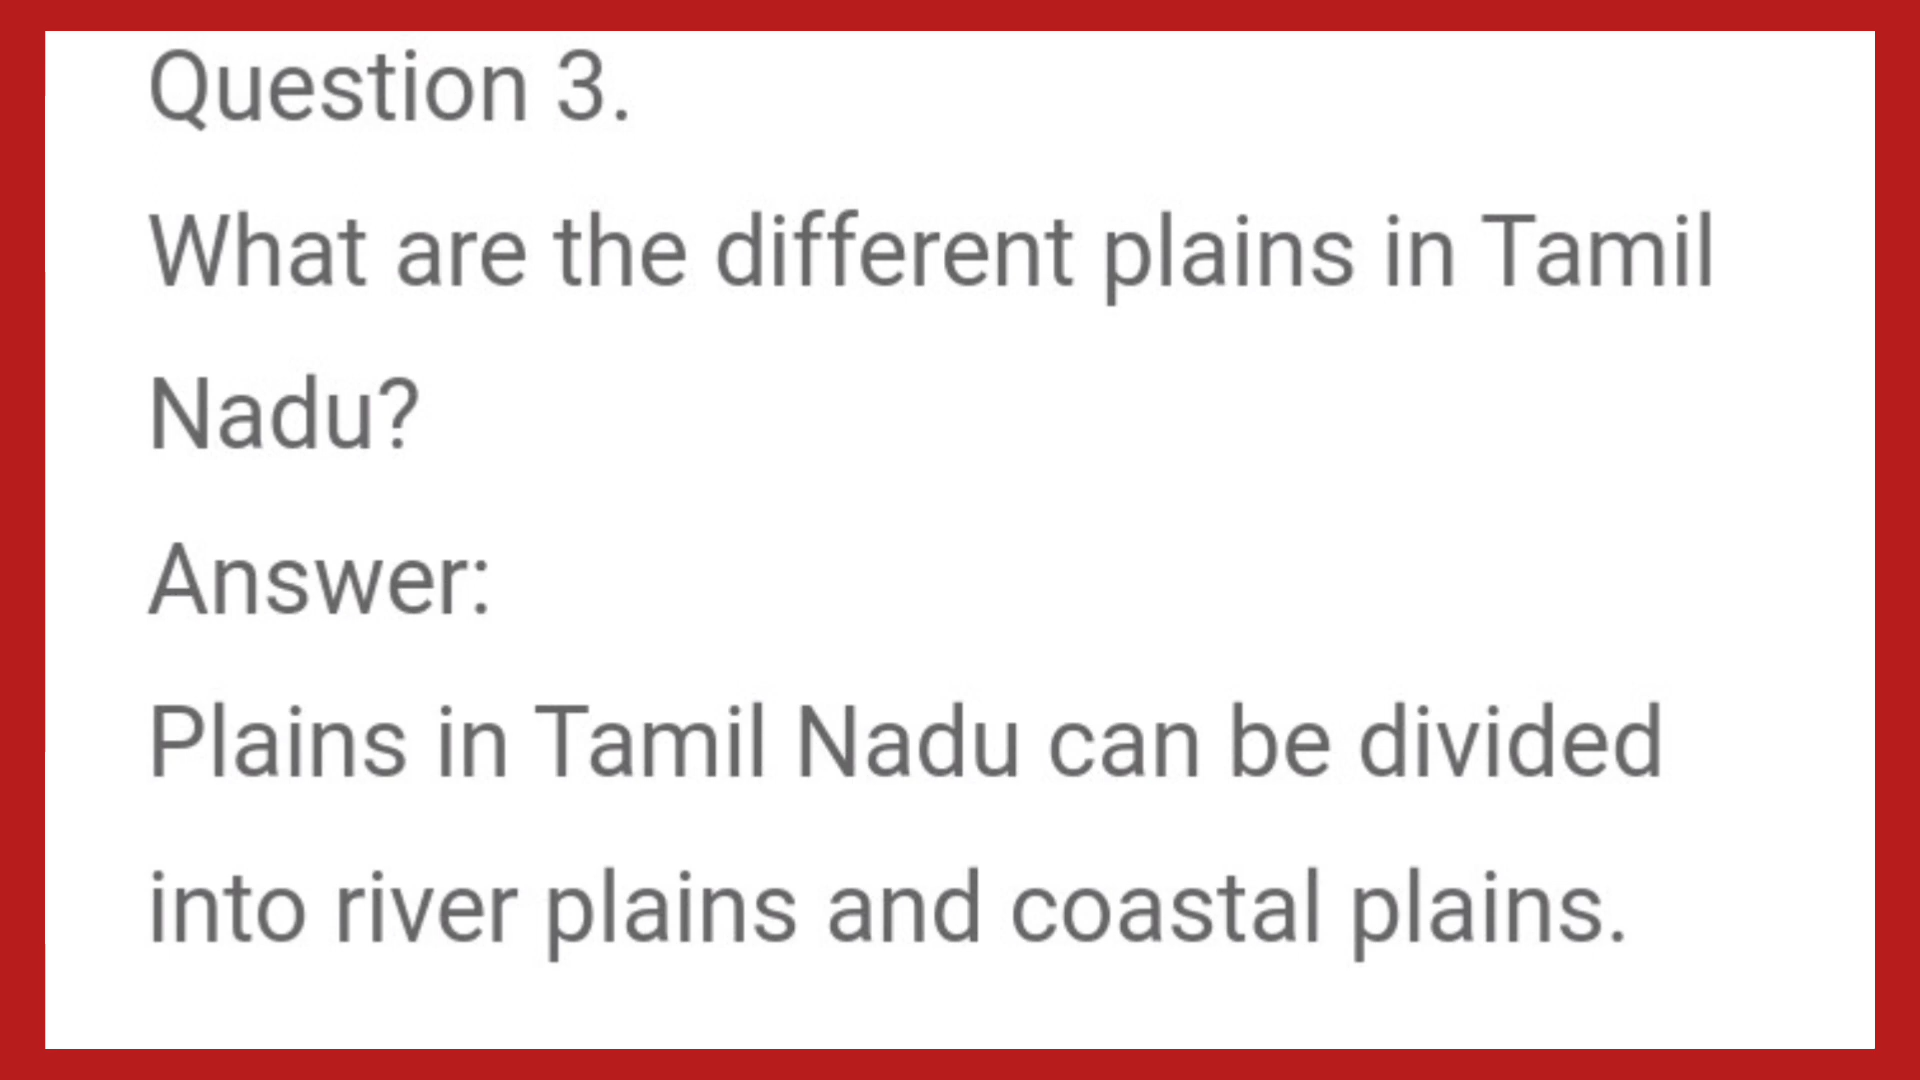 Question 3.
What are the different plains in Tamil
Nadu?
Answer:
Plains in Tamil Nadu can be divided
into river plains and coastal plains.